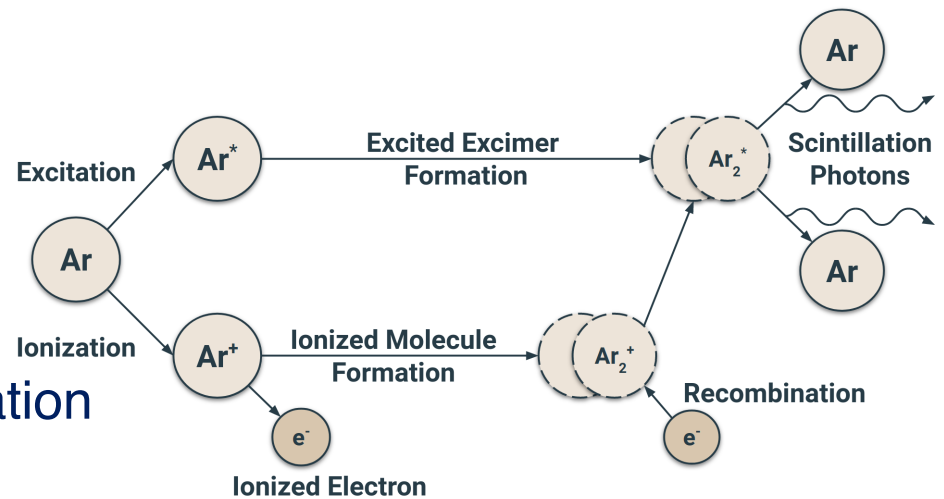 Ar
Excitation
Ar*
Excited Excimer
Formation
Ar₂*
Scintillation
Photons
Ar
Ar
Ionization
Ar⁺
Ionized Molecule
Formation
Ar₂⁺
Recombination
e⁻
e⁻
Ionized Electron